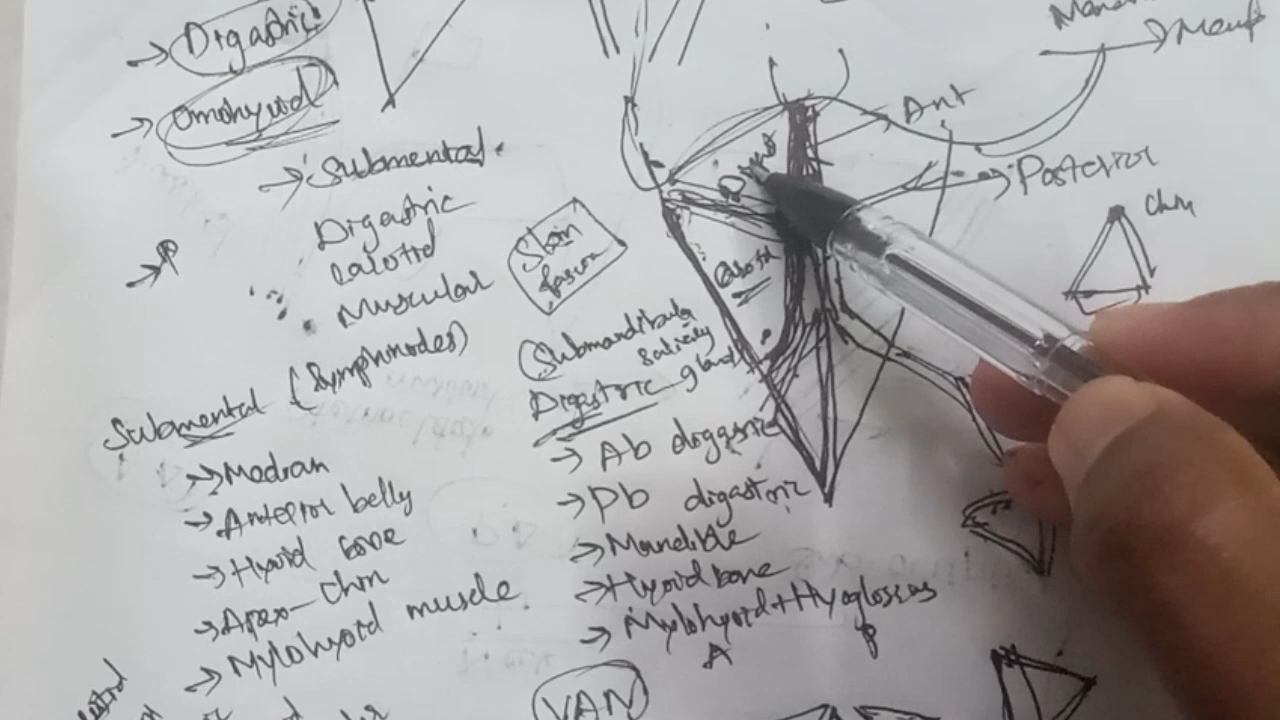 → Digastric
→ Omohyoid
→ Submental
Digastric
Carotid
Muscular
→ P
Submental (Lymphnodes)
→ Median
→ Anterior belly
→ Hyoid bone
→ Apex- Chin
→ Mylohyoid muscle
Skin
fascia
(Submandibular
salivary
gland)
Digastric
→ Ab digastric
→ Pb digastric
→ Mandible
→ Hyoid bone
→ Mylohyoid + Hyoglossus
A
P
VAN
Ant
→ Posterior
Chin